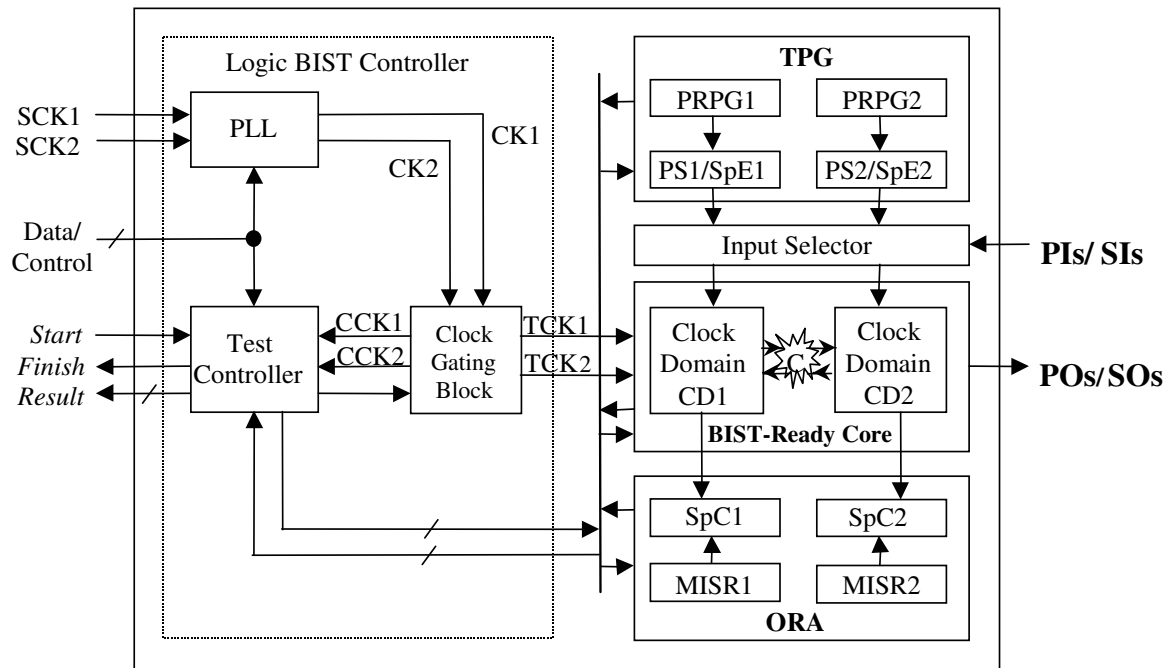 Logic BIST Controller
SCK1
SCK2
PLL
CK1
CK2
Data/
Control
Start
Finish
Result
Test
Controller
CCK1
CCK2
Clock
Gating
Block
TCK1
TCK2
TPG
PRPG1
PRPG2
PS1/SpE1
PS2/SpE2
Input Selector
PIs/ SIs
Clock
Domain
CD1
C
Clock
Domain
CD2
BIST-Ready Core
POs/SOs
SpC1
SpC2
MISR1
MISR2
ORA